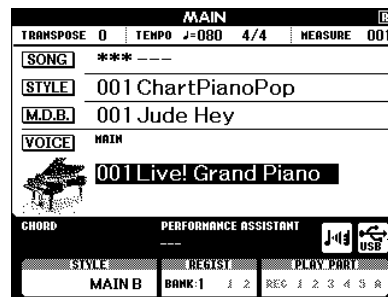 MAIN
TRANSPOSE 0 TEMPO ♩=080 4/4 MEASURE 001
SONG *** ---
STYLE 001 ChartPianoPop
M.D.B. 001 Jude Hey
VOICE MAIN
001 Live! Grand Piano
CHORD PERFORMANCE ASSISTANT
---
USB
STYLE REGIST PLAY PART
MAIN B BANK:1 1 2 REC 1 2 3 4 5 A